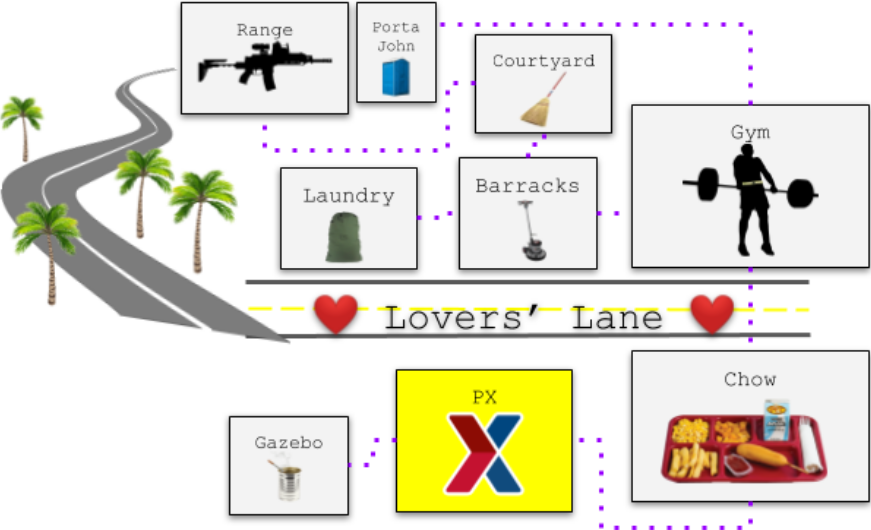 Range
Porta
John
Courtyard
Gym
Laundry
Barracks
Lovers’ Lane
Chow
PX
Gazebo